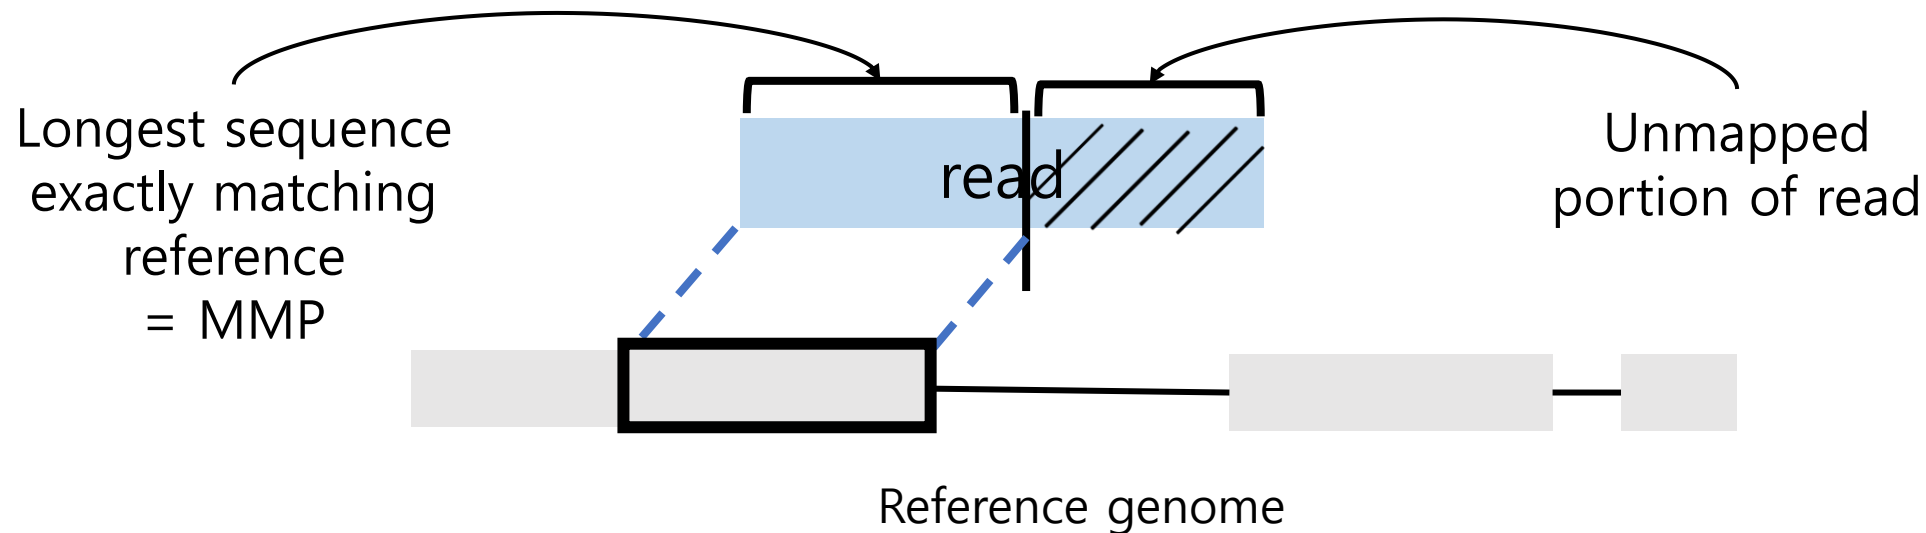 Longest sequence
exactly matching
reference
= MMP
read
Unmapped
portion of read
Reference genome